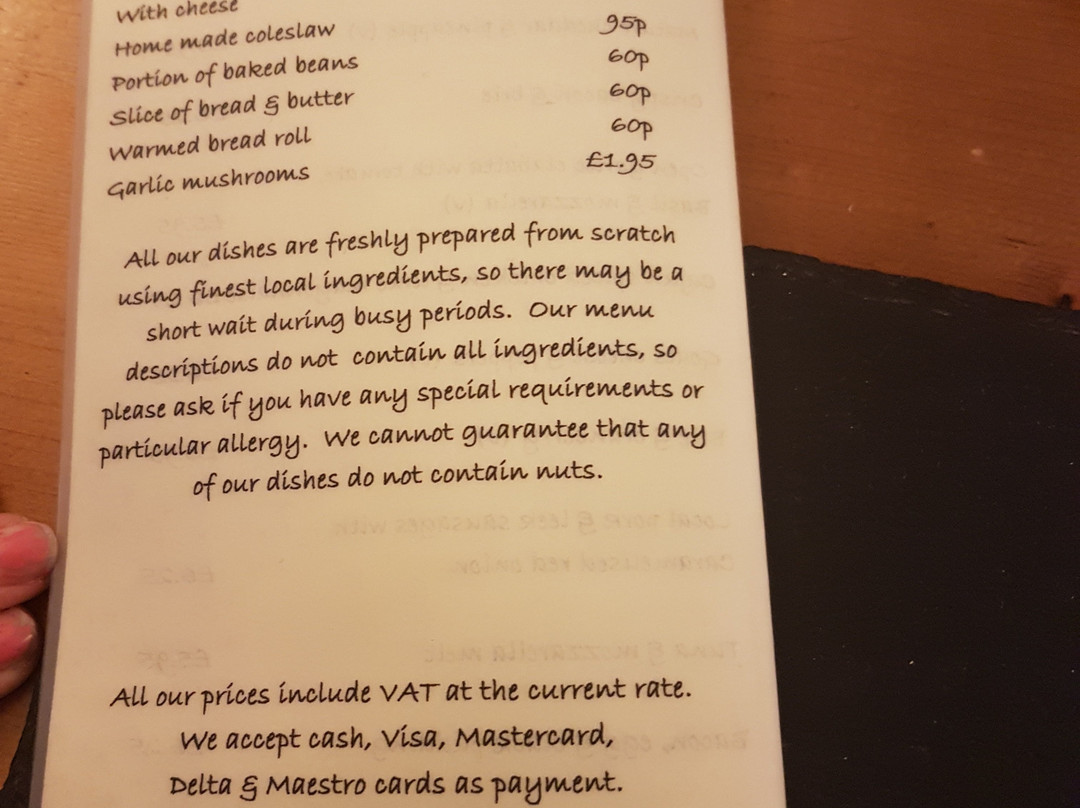 With cheese
Home made coleslaw 95p
Portion of baked beans 60p
Slice of bread & butter 60p
Warmed bread roll 60p
Garlic mushrooms £1.95
All our dishes are freshly prepared from scratch
using finest local ingredients, so there may be a
short wait during busy periods. Our menu
descriptions do not contain all ingredients, so
please ask if you have any special requirements or
particular allergy. We cannot guarantee that any
of our dishes do not contain nuts.
All our prices include VAT at the current rate.
We accept cash, Visa, Mastercard,
Delta & Maestro cards as payment.